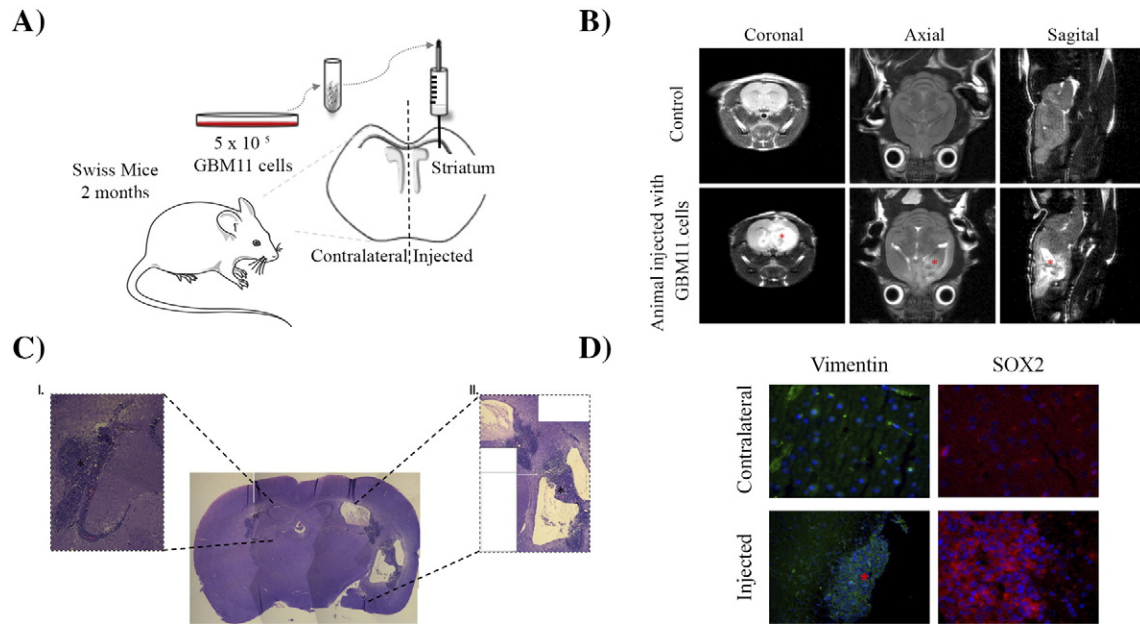 A)
5 x 10 5
GBM11 cells
Swiss Mice
2 months
Striatum
Contralateral Injected
B)
Coronal Axial Sagital
Control
Animal injected with
GBM11 cells
*
*
*
C)
I.
*
II.
*
D)
Vimentin SOX2
Contralateral
Injected
*